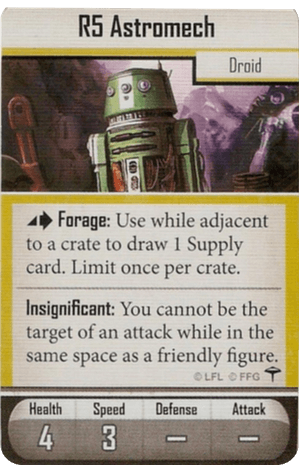 R5 Astromech
Droid
Forage: Use while adjacent
to a crate to draw 1 Supply
card. Limit once per crate.
Insignificant: You cannot be the
target of an attack while in the
same space as a friendly figure.
© LFL © FFG
Health Speed Defense Attack
4 3 – –